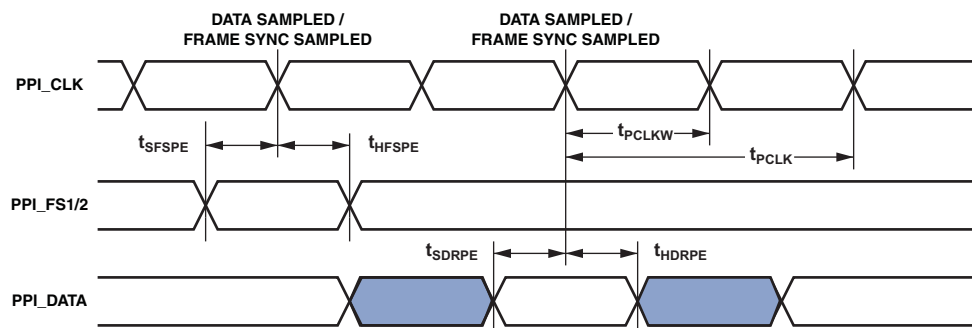 DATA SAMPLED /
FRAME SYNC SAMPLED
DATA SAMPLED /
FRAME SYNC SAMPLED
PPI_CLK
tPCLKW
tSFSPE
tHFSPE
tPCLK
PPI_FS1/2
tSDRPE
tHDRPE
PPI_DATA